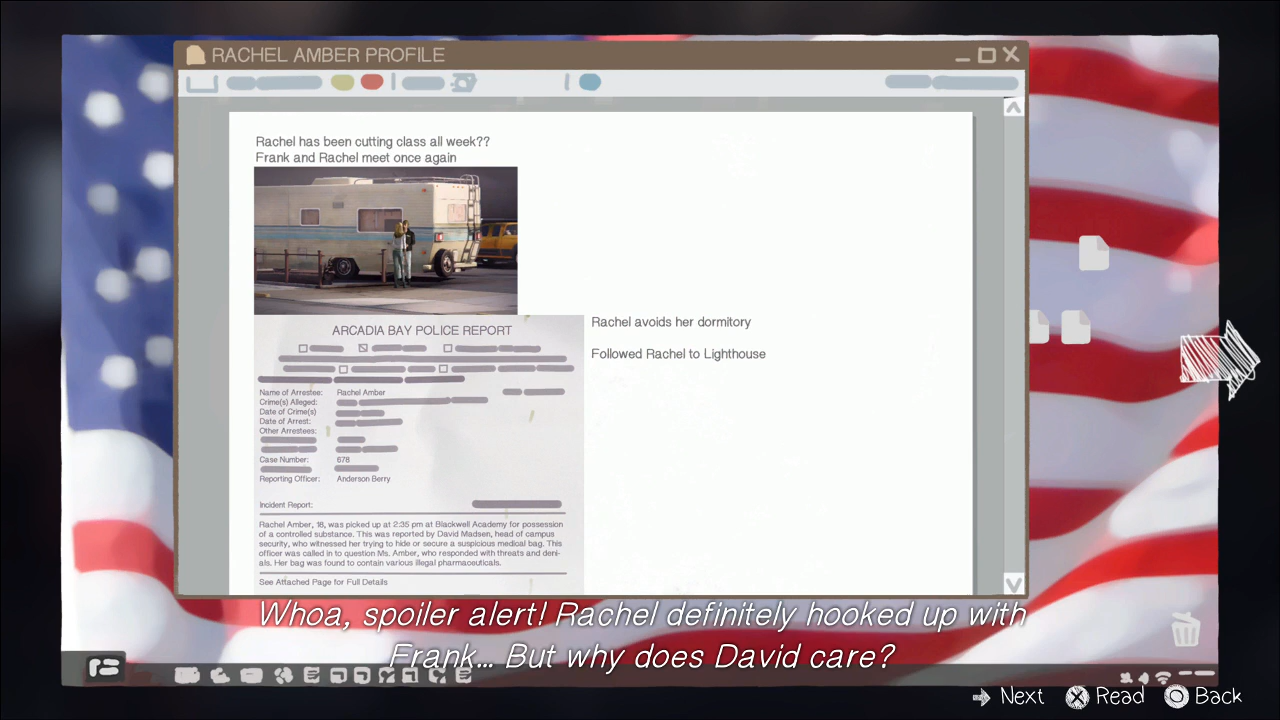 RACHEL AMBER PROFILE
Rachel has been cutting class all week??
Frank and Rachel meet once again
ARCADIA BAY POLICE REPORT
Name of Arrestee: Rachel Amber
Crime(s) Alleged:
Date of Crime(s)
Date of Arrest:
Other Arrestees:
Case Number: 678
Reporting Officer: Anderson Berry
Incident Report:
Rachel Amber, 18, was picked up at 2:35 pm at Blackwell Academy for possession
of a controlled substance. This was reported by David Madsen, head of campus
security, who witnessed her trying to hide or secure a suspicious medical bag. This
officer was called in to question Ms. Amber, who responded with threats and deni-
als. Her bag was found to contain various illegal pharmaceuticals.
See Attached Page for Full Details
Rachel avoids her dormitory
Followed Rachel to Lighthouse
Whoa, spoiler alert! Rachel definitely hooked up with
Frank... But why does David care?
Next Read Back